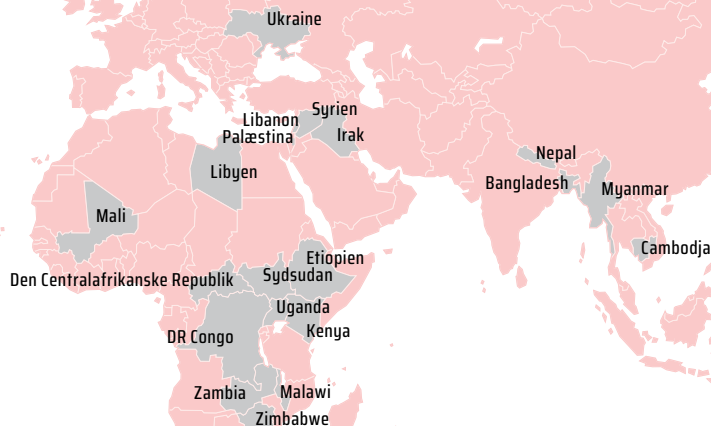 Ukraine
Syrien
Libanon
Palæstina
Irak
Nepal
Libyen
Bangladesh
Myanmar
Mali
Cambodja
Etiopien
Sydsudan
Den Centralafrikanske Republik
Uganda
Kenya
DR Congo
Zambia
Malawi
Zimbabwe